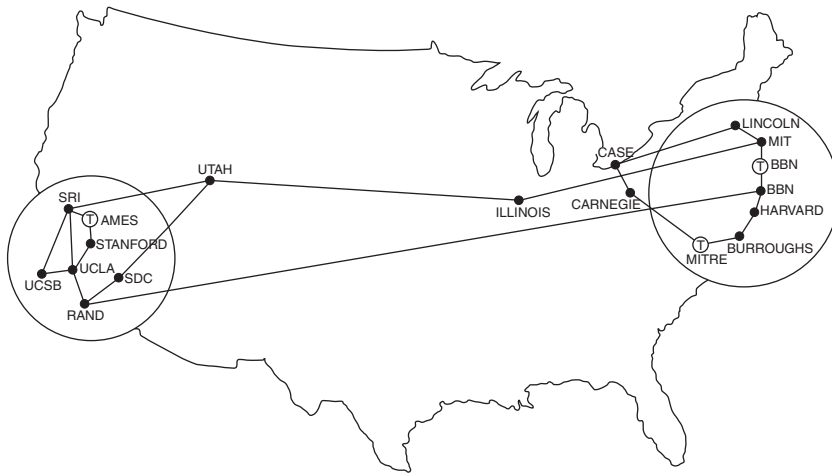 LINCOLN
MIT
CASE
T BBN
UTAH
BBN
SRI
ILLINOIS
CARNEGIE
HARVARD
T AMES
STANFORD
T
MITRE
BURROUGHS
UCLA
SDC
UCSB
RAND